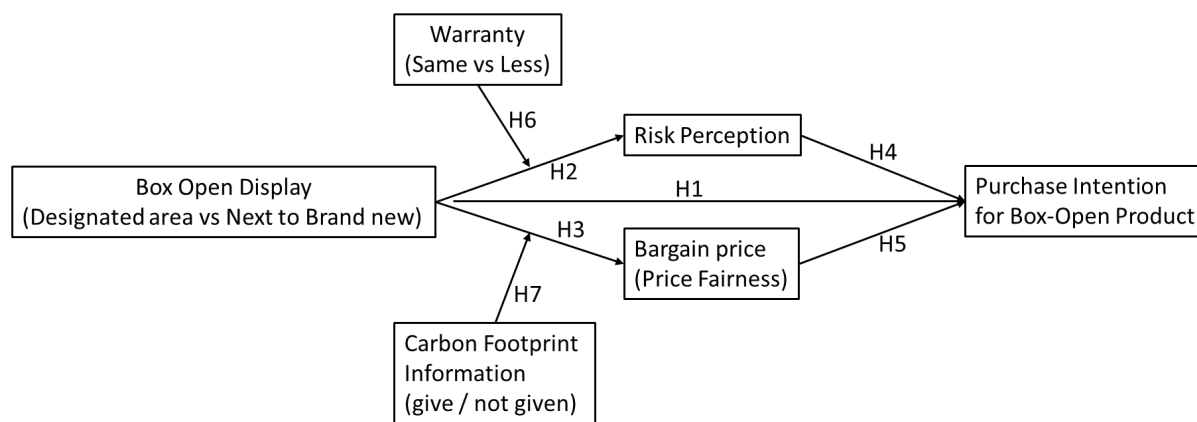 Warranty
(Same vs Less)
H6
Risk Perception
H4
H2
Box Open Display
(Designated area vs Next to Brand new)
H1
Purchase Intention
for Box-Open Product
H3
Bargain price
(Price Fairness)
H5
H7
Carbon Footprint
Information
(give / not given)